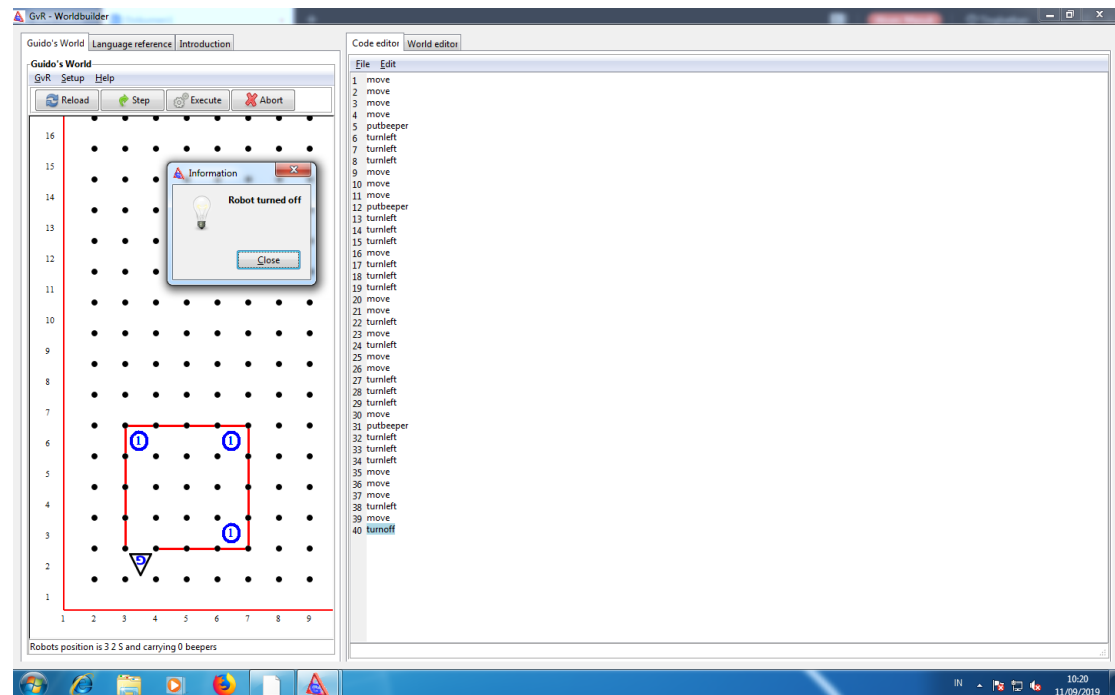 GvR - Worldbuilder
Guido's World Language reference Introduction
Guido's World
GvR Setup Help
Reload Step Execute Abort
16
15
14
13
12
11
10
9
8
7
6
5
4
3
2
1
1 2 3 4 5 6 7 8 9
1 1
1
G
Information
Robot turned off
Close
Robots position is 3 2 S and carrying 0 beepers
Code editor World editor
File Edit
1 move
2 move
3 move
4 move
5 putbeeper
6 turnleft
7 turnleft
8 turnleft
9 move
10 move
11 move
12 putbeeper
13 turnleft
14 turnleft
15 turnleft
16 move
17 turnleft
18 turnleft
19 turnleft
20 move
21 move
22 turnleft
23 move
24 turnleft
25 move
26 move
27 turnleft
28 turnleft
29 turnleft
30 move
31 putbeeper
32 turnleft
33 turnleft
34 turnleft
35 move
36 move
37 move
38 turnleft
39 move
40 turnoff
IN
10:20
11/09/2019